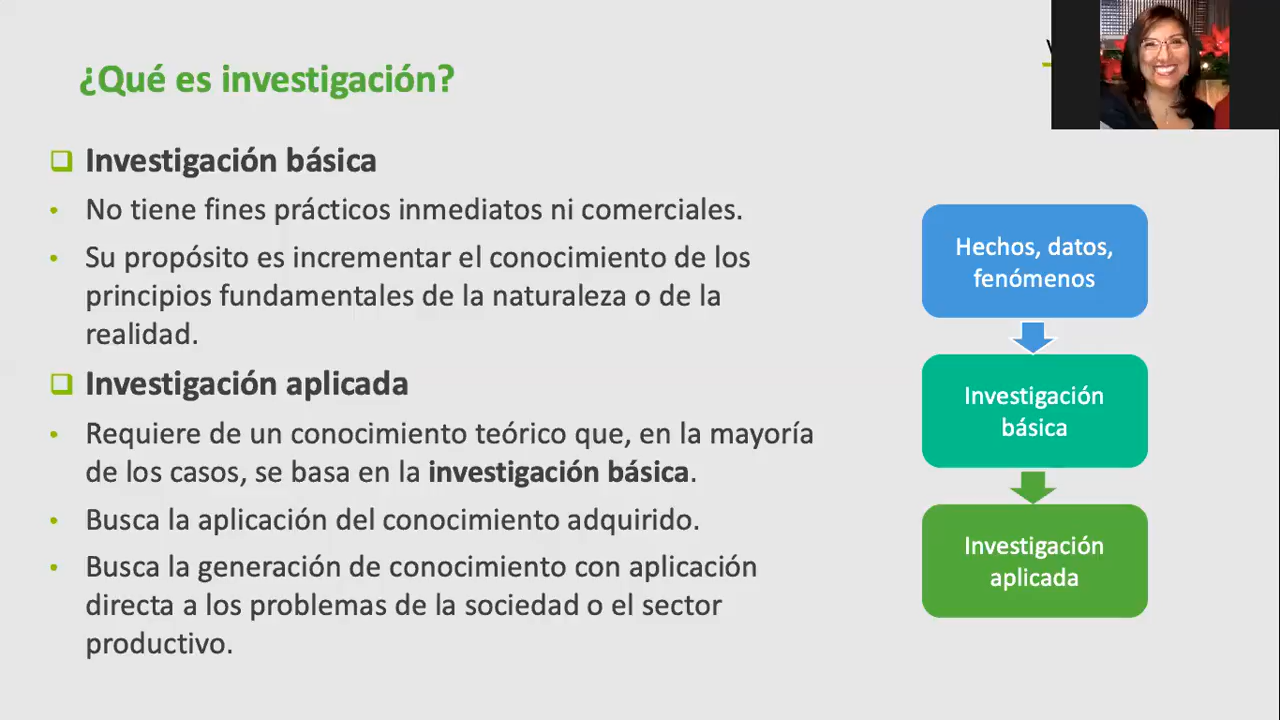 ¿Qué es investigación?
Investigación básica
No tiene fines prácticos inmediatos ni comerciales.
Su propósito es incrementar el conocimiento de los
principios fundamentales de la naturaleza o de la
realidad.
Investigación aplicada
Requiere de un conocimiento teórico que, en la mayoría
de los casos, se basa en la investigación básica.
Busca la aplicación del conocimiento adquirido.
Busca la generación de conocimiento con aplicación
directa a los problemas de la sociedad o el sector
productivo.
Hechos, datos,
fenómenos
Investigación
básica
Investigación
aplicada